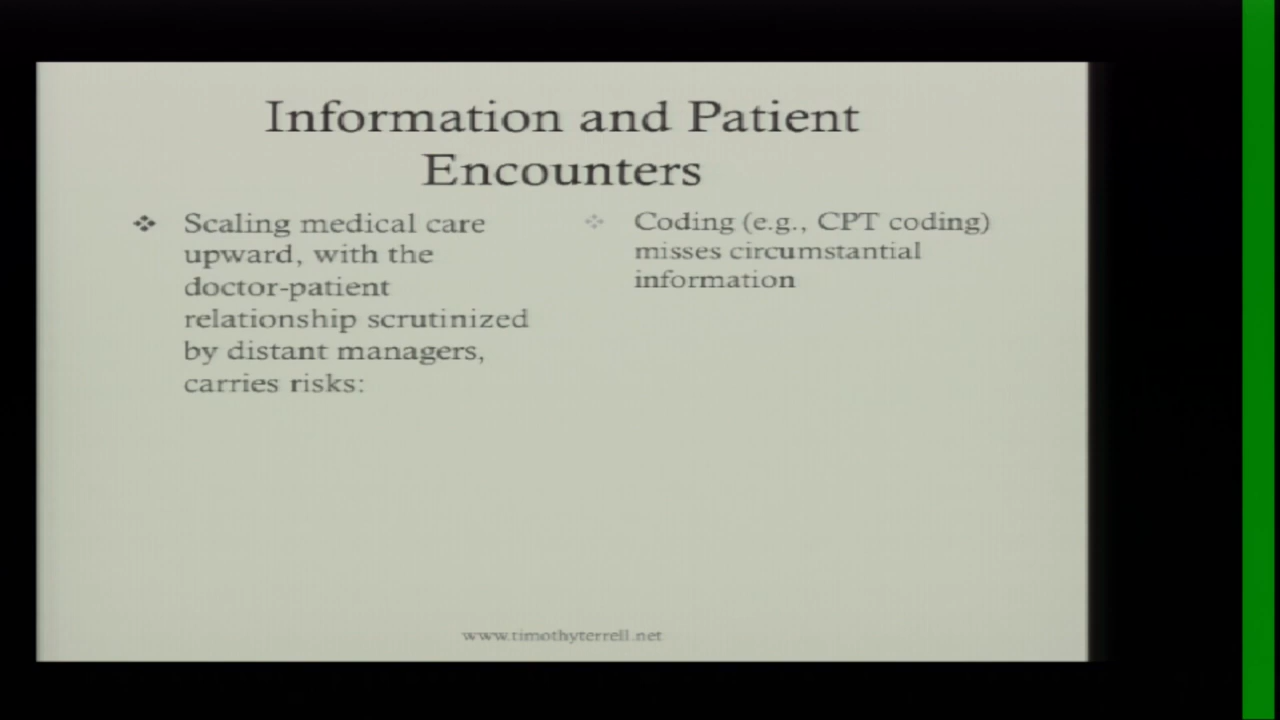 Information and Patient
Encounters
❖ Scaling medical care
upward, with the
doctor-patient
relationship scrutinized
by distant managers,
carries risks:
❖ Coding (e.g., CPT coding)
misses circumstantial
information
www.timothyterrell.net